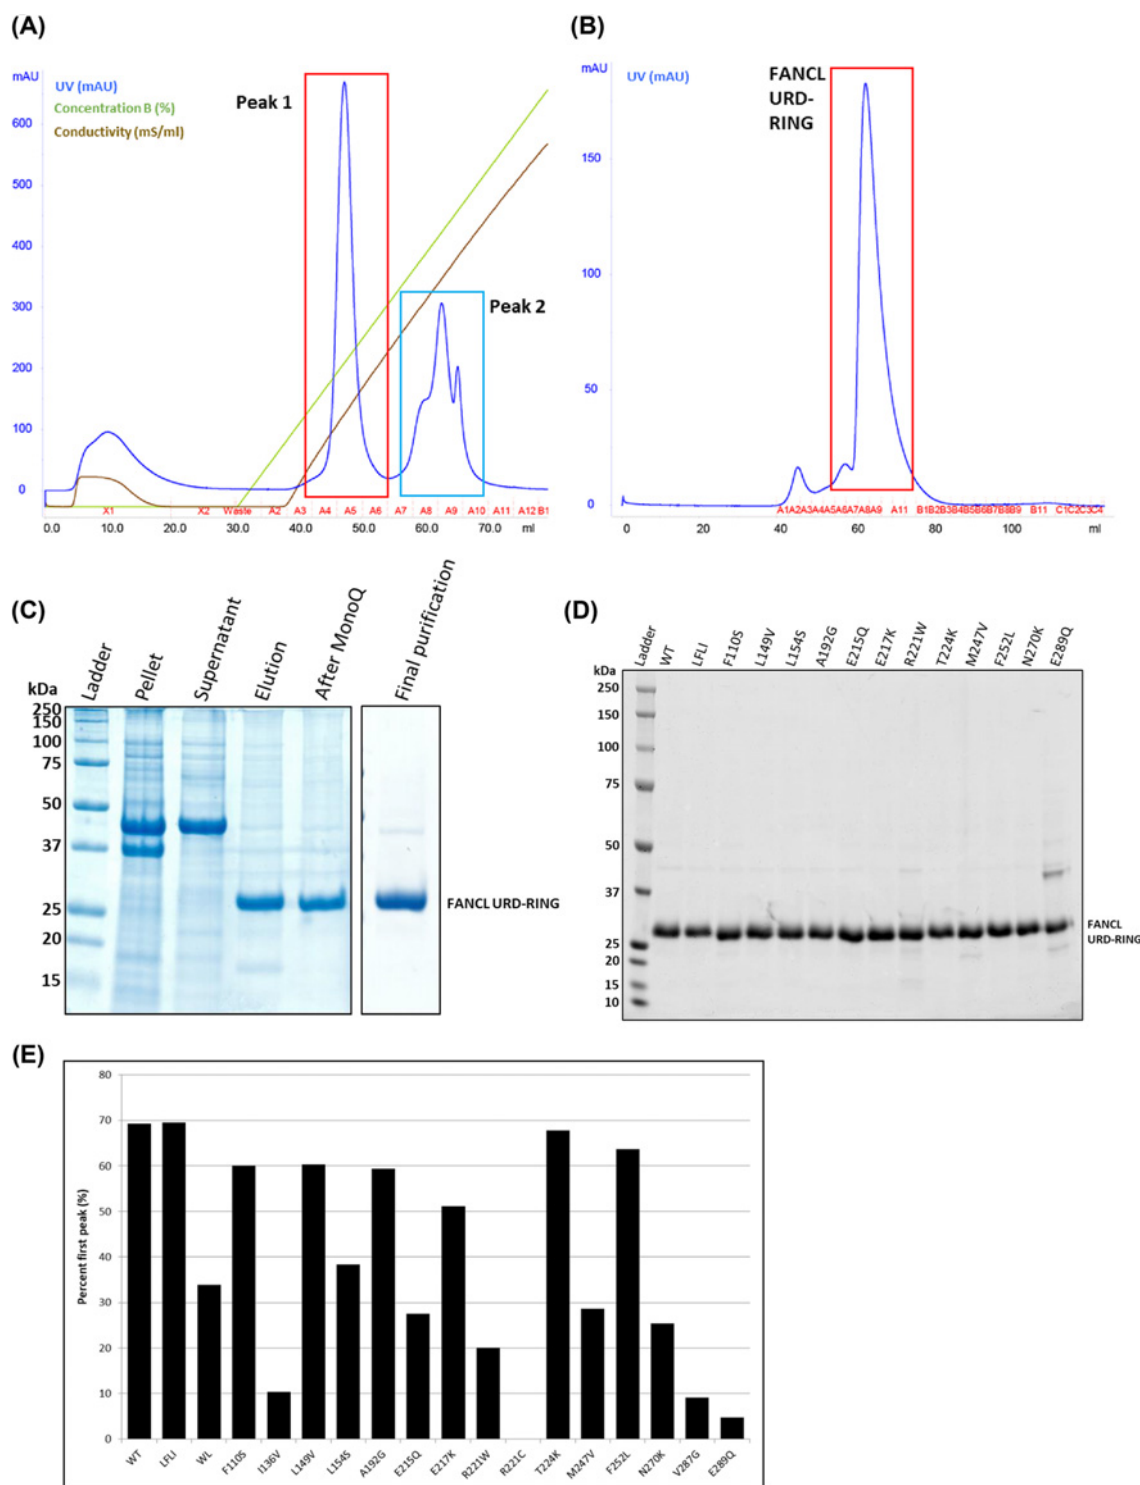 (A)
mAU
UV (mAU)
Concentration B (%)
Conductivity (mS/ml)
Peak 1
Peak 2
600
500
400
300
200
100
0
X1 X2 Waste A2 A3 A4 A5 A6 A7 A8 A9 A10 A11 A12 B1
0.0 10.0 20.0 30.0 40.0 50.0 60.0 70.0 ml
(B)
mAU
UV (mAU)
FANCL
URD-
RING
150
100
50
0
A1A2A3A4A5A6A7A8A9 A11 B1B2B3B4B5B6B7B8B9 B11 C1C2C3C4
0 20 40 60 80 100 ml
(C)
kDa
Ladder
Pellet
Supernatant
Elution
After MonoQ
Final purification
250
150
100
75
50
37
25
20
15
FANCL URD-RING
(D)
kDa
Ladder
WT
LFLI
F110S
L149V
L154S
A192G
E215Q
E217K
R221W
T224K
M247V
F252L
N270K
E289Q
250
150
100
75
50
37
25
20
15
10
FANCL
URD-RING
(E)
Percent first peak (%)
80
70
60
50
40
30
20
10
0
WT
LFLI
WL
F110S
I136V
L149V
L154S
A192G
E215Q
E217K
R221W
R221C
T224K
M247V
F252L
N270K
V287G
E289Q